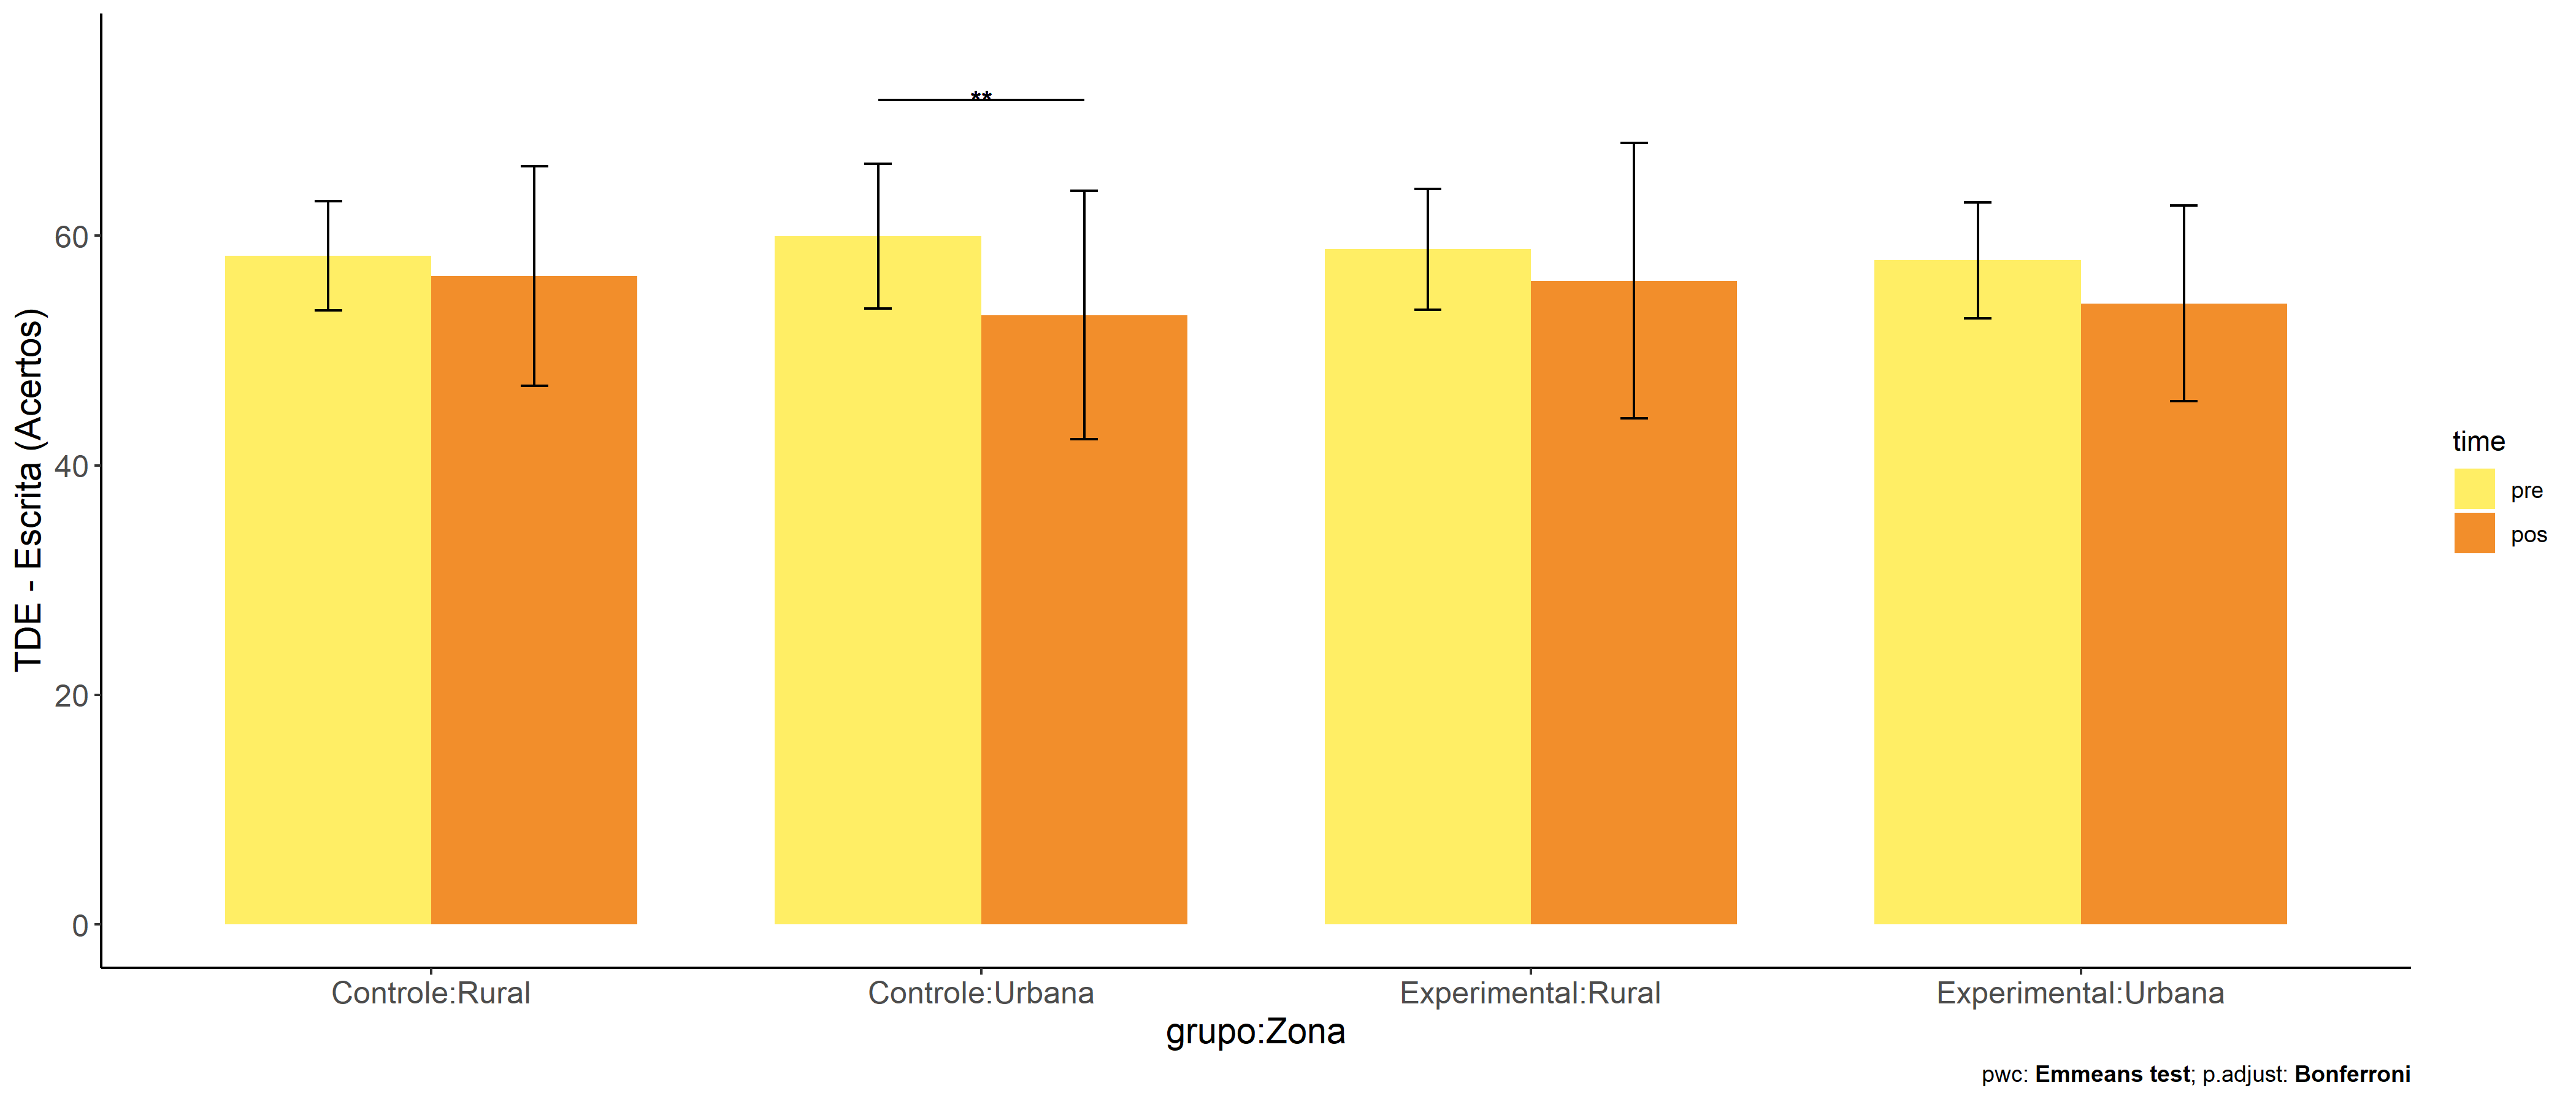 **
TDE - Escrita (Acertos)
60
40
20
0
Controle:Rural
Controle:Urbana
Experimental:Rural
Experimental:Urbana
grupo:Zona
time
pre
pos
pwc: Emmeans test; p.adjust: Bonferroni